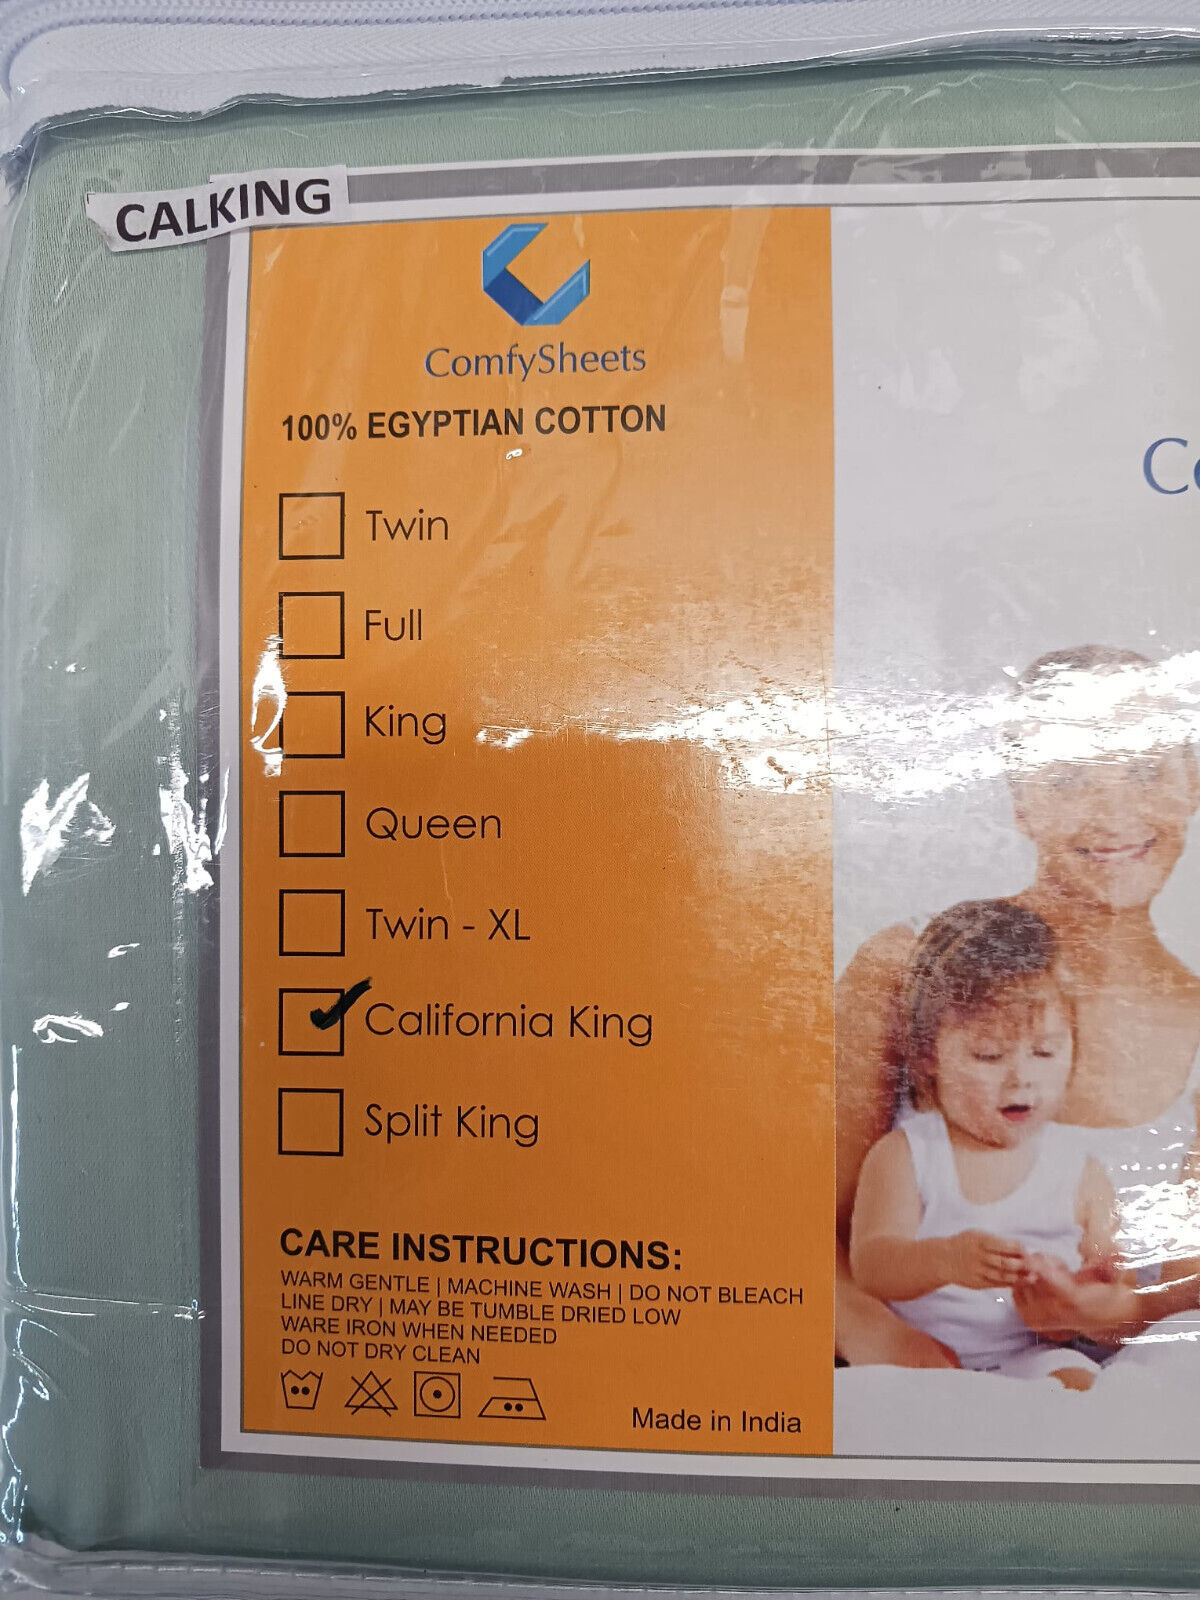 CALKING
ComfySheets
100% EGYPTIAN COTTON
Twin
Full
King
Queen
Twin - XL
California King
Split King
CARE INSTRUCTIONS:
WARM GENTLE | MACHINE WASH | DO NOT BLEACH
LINE DRY | MAY BE TUMBLE DRIED LOW
WARE IRON WHEN NEEDED
DO NOT DRY CLEAN
Made in India